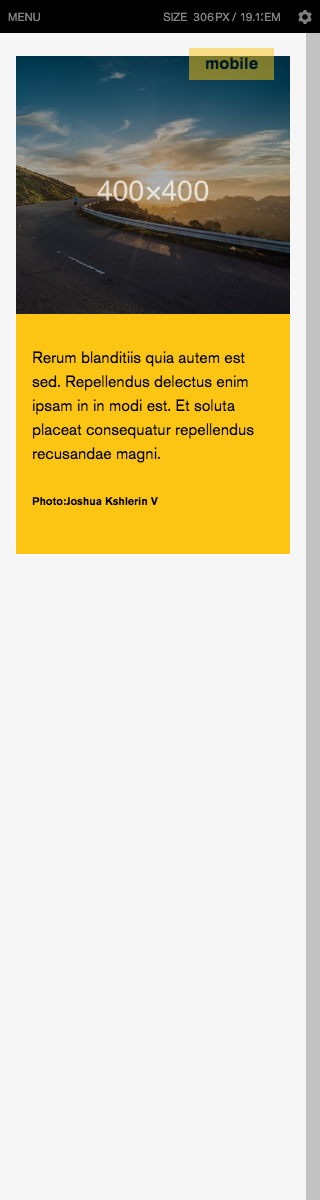 MENU
SIZE 306PX / 19.1:EM
mobile
400×400
Rerum blanditiis quia autem est
sed. Repellendus delectus enim
ipsam in in modi est. Et soluta
placeat consequatur repellendus
recusandae magni.
Photo:Joshua Kshlerin V